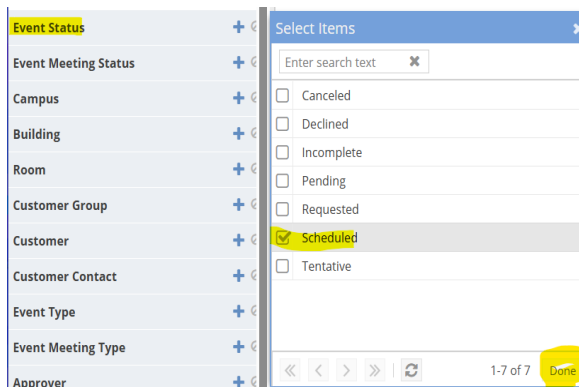 Event Status
Event Meeting Status
Campus
Building
Room
Customer Group
Customer
Customer Contact
Event Type
Event Meeting Type
Approver
Select Items
Enter search text
Canceled
Declined
Incomplete
Pending
Requested
Scheduled
Tentative
1-7 of 7 Done